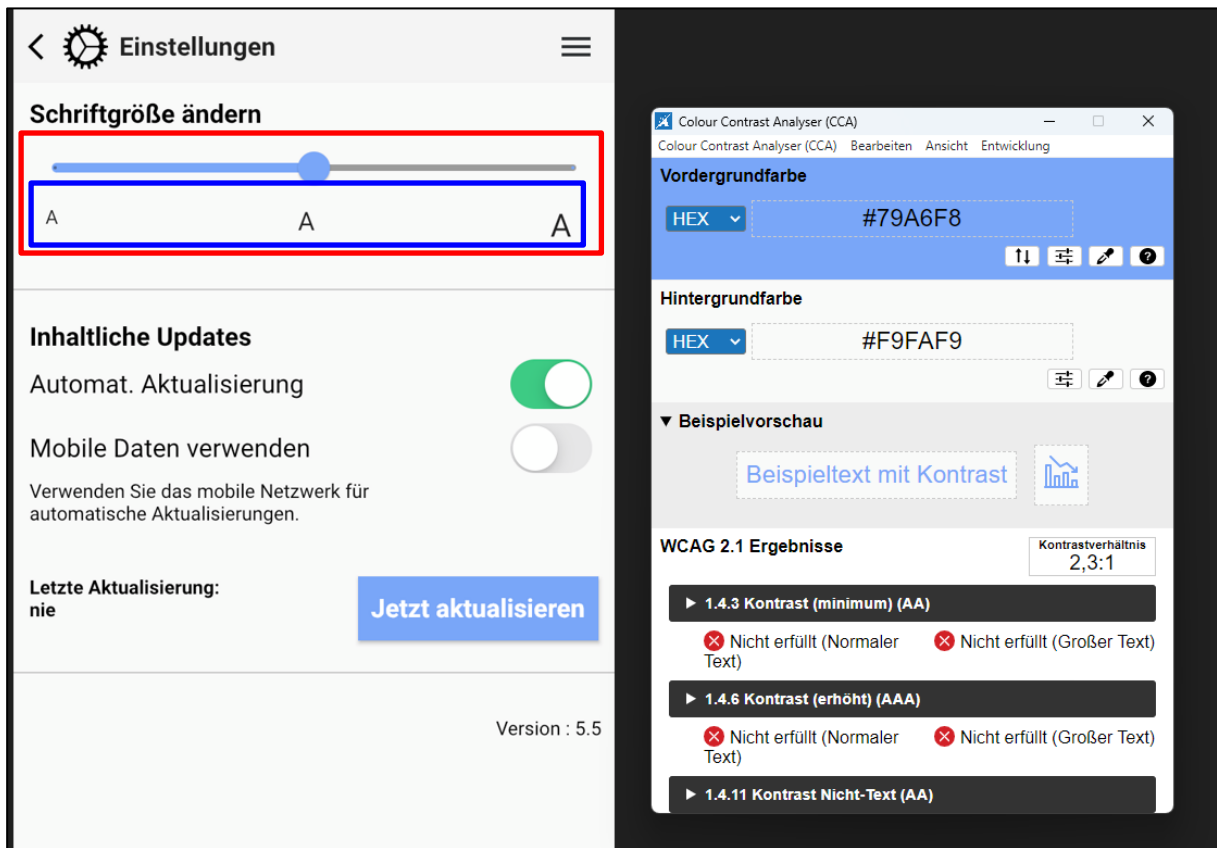 Einstellungen
Schriftgröße ändern
A A A
Inhaltliche Updates
Automat. Aktualisierung
Mobile Daten verwenden
Verwenden Sie das mobile Netzwerk für
automatische Aktualisierungen.
Letzte Aktualisierung:
nie
Jetzt aktualisieren
Version : 5.5
Colour Contrast Analyser (CCA)
Colour Contrast Analyser (CCA) Bearbeiten Ansicht Entwicklung
Vordergrundfarbe
HEX #79A6F8
Hintergrundfarbe
HEX #F9FAF9
Beispielvorschau
Beispieltext mit Kontrast
WCAG 2.1 Ergebnisse
Kontrastverhältnis
2,3:1
1.4.3 Kontrast (minimum) (AA)
Nicht erfüllt (Normaler Nicht erfüllt (Großer Text)
Text)
1.4.6 Kontrast (erhöht) (AAA)
Nicht erfüllt (Normaler Nicht erfüllt (Großer Text)
Text)
1.4.11 Kontrast Nicht-Text (AA)